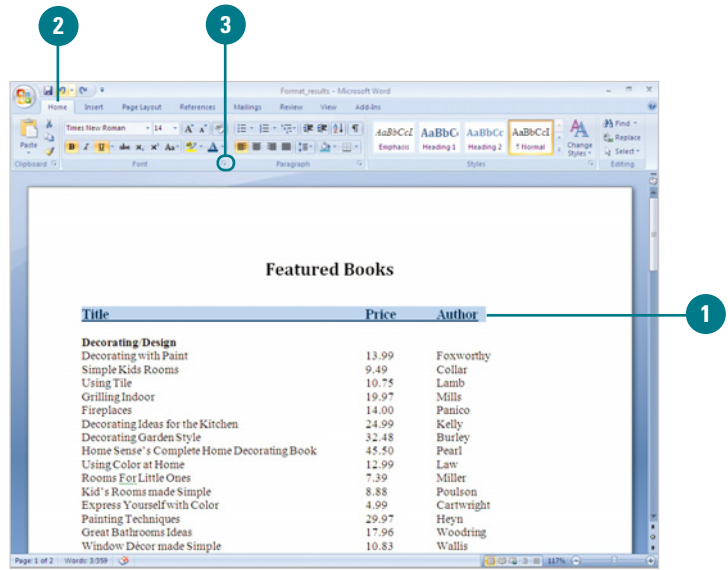 2 3
Format_results - Microsoft Word
Home Insert Page Layout References Mailings Review View Add-Ins
Times New Roman 14 AaBbCcI AaBbC AaBbCc AaBbCcI Find
Paste Emphasis Heading 1 Heading 2 ¶ Normal Change Styles Replace
Select
Clipboard Font Paragraph Styles Editing
Featured Books
Title Price Author
1
Decorating/Design
Decorating with Paint 13.99 Foxworthy
Simple Kids Rooms 9.49 Collar
Using Tile 10.75 Lamb
Grilling Indoor 19.97 Mills
Fireplaces 14.00 Panico
Decorating Ideas for the Kitchen 24.99 Kelly
Decorating Garden Style 32.48 Burley
Home Sense's Complete Home Decorating Book 45.50 Pearl
Using Color at Home 12.99 Law
Rooms For Little Ones 7.39 Miller
Kid's Rooms made Simple 8.88 Poulson
Express Yourself with Color 4.99 Cartwright
Painting Techniques 29.97 Heyn
Great Bathrooms Ideas 17.96 Woodring
Window Décor made Simple 10.83 Wallis
Page: 1 of 2 Words: 3/359 117%